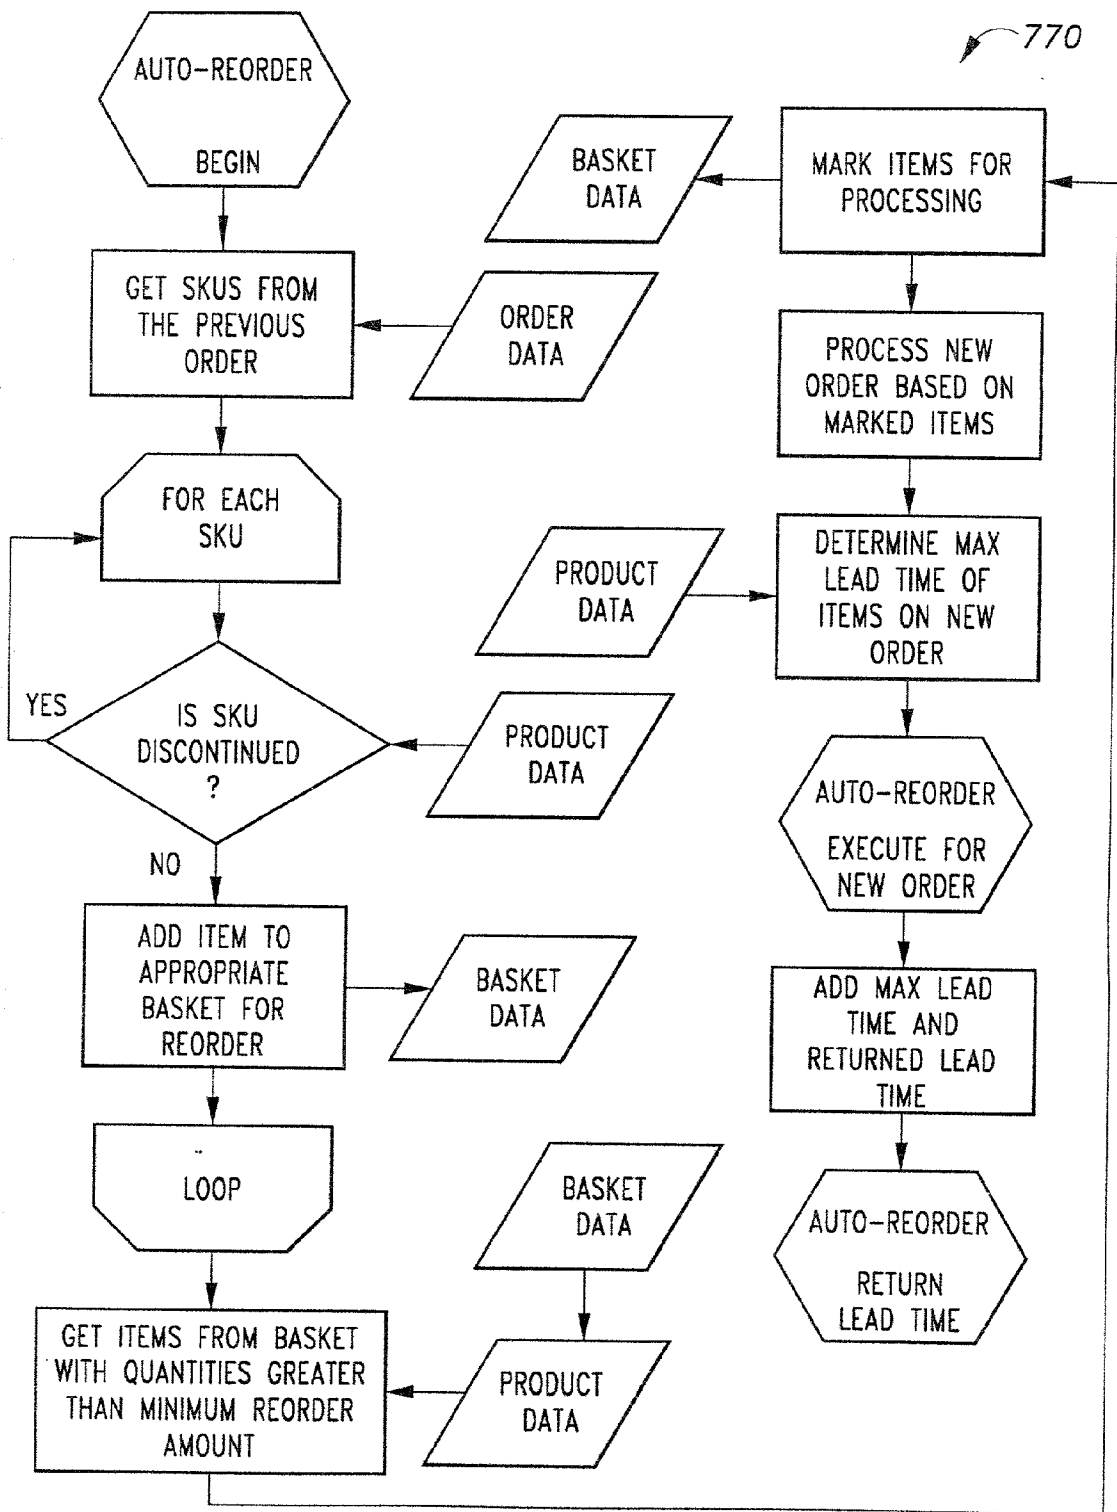 AUTO-REORDER
BEGIN
GET SKUS FROM
THE PREVIOUS
ORDER
ORDER
DATA
FOR EACH
SKU
IS SKU
DISCONTINUED
?
YES
NO
PRODUCT
DATA
ADD ITEM TO
APPROPRIATE
BASKET FOR
REORDER
BASKET
DATA
LOOP
GET ITEMS FROM BASKET
WITH QUANTITIES GREATER
THAN MINIMUM REORDER
AMOUNT
BASKET
DATA
PRODUCT
DATA
770
MARK ITEMS FOR
PROCESSING
BASKET
DATA
PROCESS NEW
ORDER BASED ON
MARKED ITEMS
DETERMINE MAX
LEAD TIME OF
ITEMS ON NEW
ORDER
PRODUCT
DATA
AUTO-REORDER
EXECUTE FOR
NEW ORDER
ADD MAX LEAD
TIME AND
RETURNED LEAD
TIME
AUTO-REORDER
RETURN
LEAD TIME